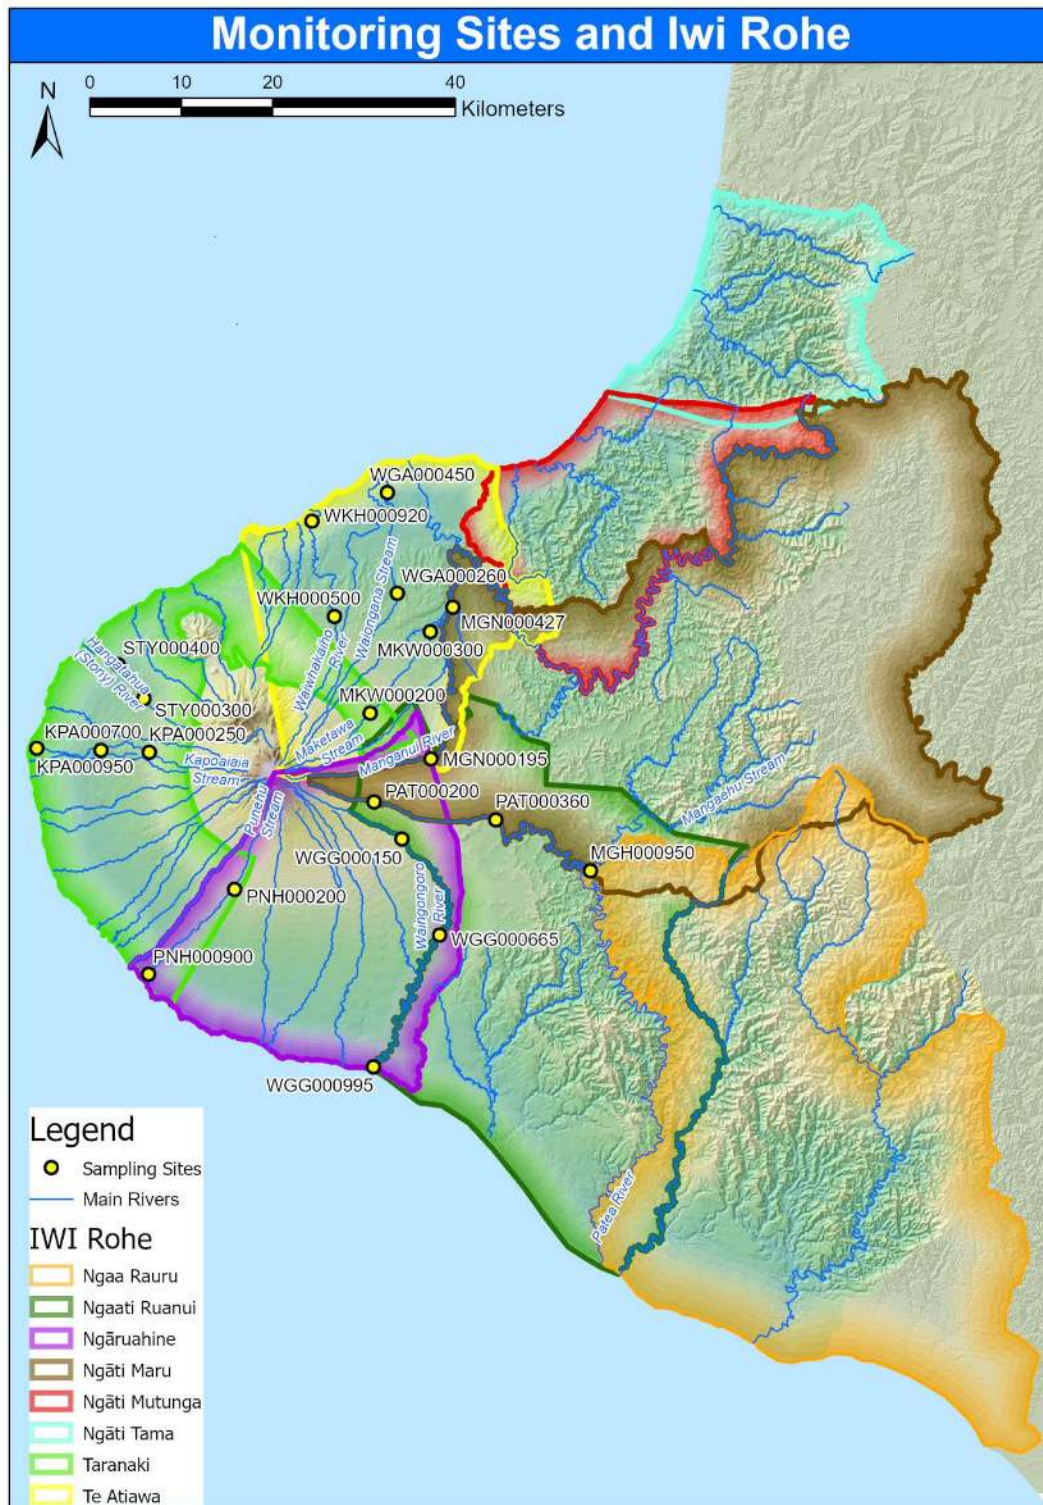 Monitoring Sites and Iwi Rohe
0 10 20 40
Kilometers
N
WGA000450
WKH000920
WGA000260
WKH000500
MGN000427
MKW000300
Waiongana Stream
Waiwhakaiho
River
STY000400
Hangatahua
(Stony) River
STY000300
MKW000200
Maketawa
Stream
KPA000700
KPA000250
KPA000950
Kapoaiaia
Stream
Manganui River
MGN000195
Punehu
Stream
PAT000200
PAT000360
Mangaehu Stream
WGG000150
MGH000950
PNH000200
Waingongoro
River
WGG000665
PNH000900
WGG000995
Patea River
Legend
Sampling Sites
Main Rivers
IWI Rohe
Ngaa Rauru
Ngaati Ruanui
Ngāruahine
Ngāti Maru
Ngāti Mutunga
Ngāti Tama
Taranaki
Te Atiawa